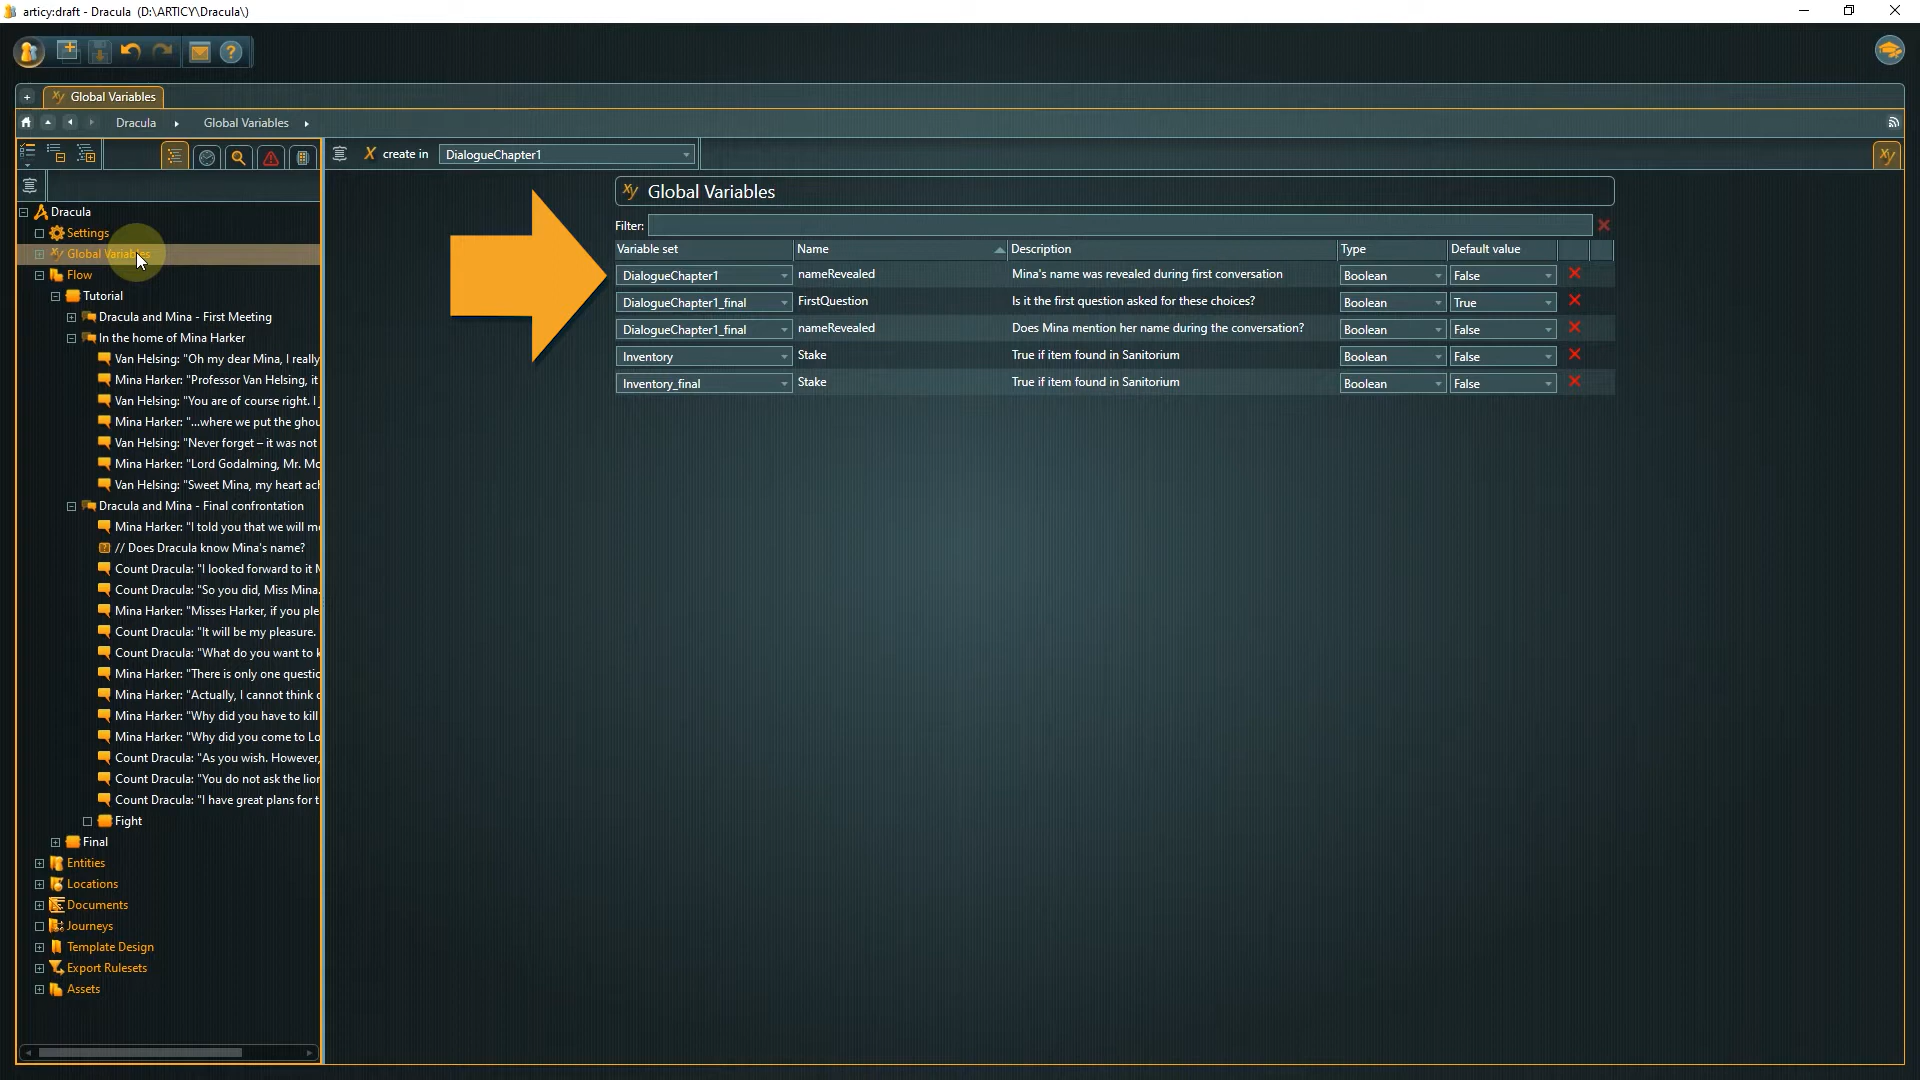 articy:draft - Dracula (D:\ARTICY\Dracula\)
Global Variables
Dracula
Global Variables
X create in DialogueChapter1
Dracula
Settings
Global Variables
Flow
Tutorial
Dracula and Mina - First Meeting
In the home of Mina Harker
Van Helsing: "Oh my dear Mina, I really
Mina Harker: "Professor Van Helsing, it
Van Helsing: "You are of course right. I
Mina Harker: "...where we put the ghou
Van Helsing: "Never forget – it was not
Mina Harker: "Lord Godalming, Mr. Mo
Van Helsing: "Sweet Mina, my heart ach
Dracula and Mina - Final confrontation
Mina Harker: "I told you that we will me
// Does Dracula know Mina's name?
Count Dracula: "I looked forward to it M
Count Dracula: "So you did, Miss Mina.
Mina Harker: "Misses Harker, if you ple
Count Dracula: "It will be my pleasure.
Count Dracula: "What do you want to k
Mina Harker: "There is only one questio
Mina Harker: "Actually, I cannot think o
Mina Harker: "Why did you have to kill
Mina Harker: "Why did you come to Lo
Count Dracula: "As you wish. However,
Count Dracula: "You do not ask the lion
Count Dracula: "I have great plans for t
Fight
Final
Entities
Locations
Documents
Journeys
Template Design
Export Rulesets
Assets
xy Global Variables
Filter:
Variable set Name Description Type Default value
DialogueChapter1 nameRevealed Mina's name was revealed during first conversation Boolean False
DialogueChapter1_final FirstQuestion Is it the first question asked for these choices? Boolean True
DialogueChapter1_final nameRevealed Does Mina mention her name during the conversation? Boolean False
Inventory Stake True if item found in Sanitorium Boolean False
Inventory_final Stake True if item found in Sanitorium Boolean False